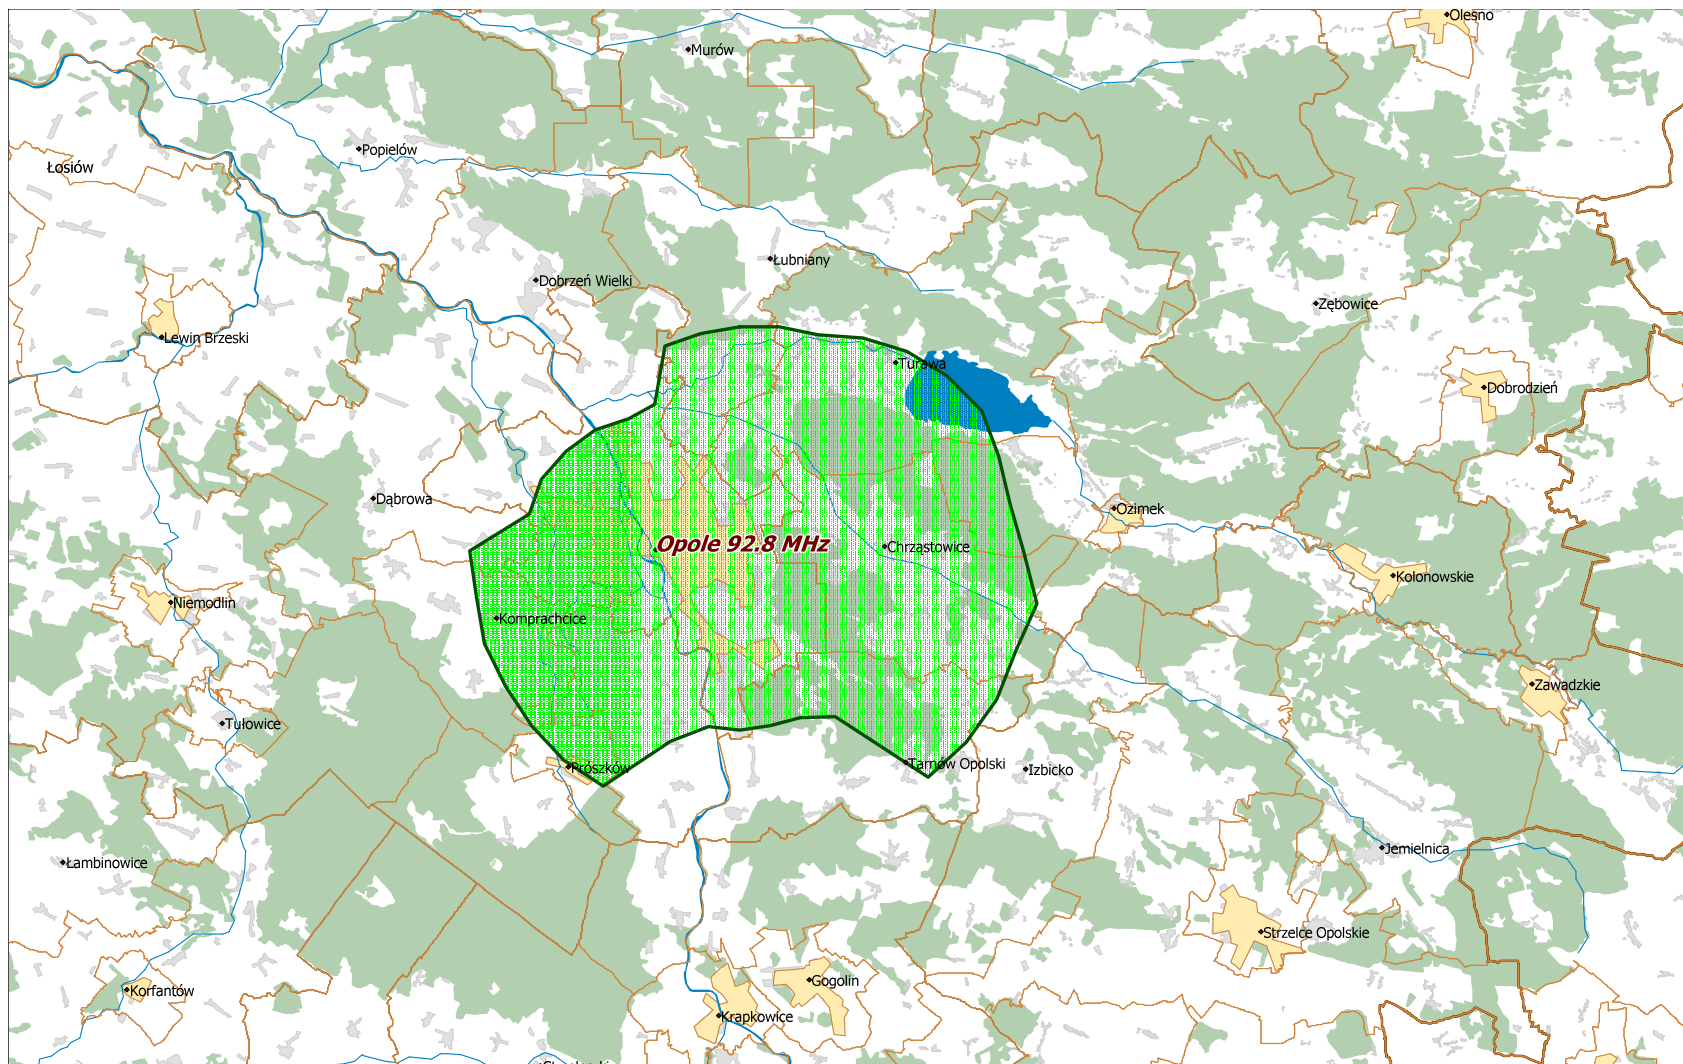 Olesno
Murów
Popielów
Łosiów
Łubniany
Dobrzeń Wielki
Zębowice
Lewin Brzeski
Turawa
Dobrodzień
Dąbrowa
Ozimek
Opole 92.8 MHz
Chrząstowice
Kolonowskie
Niemodlin
Komprachcice
Zawadzkie
Tułowice
Prószków
Tarnów Opolski
Izbicko
Jemielnica
Łambinowice
Strzelce Opolskie
Gogolin
Korfantów
Krapkowice